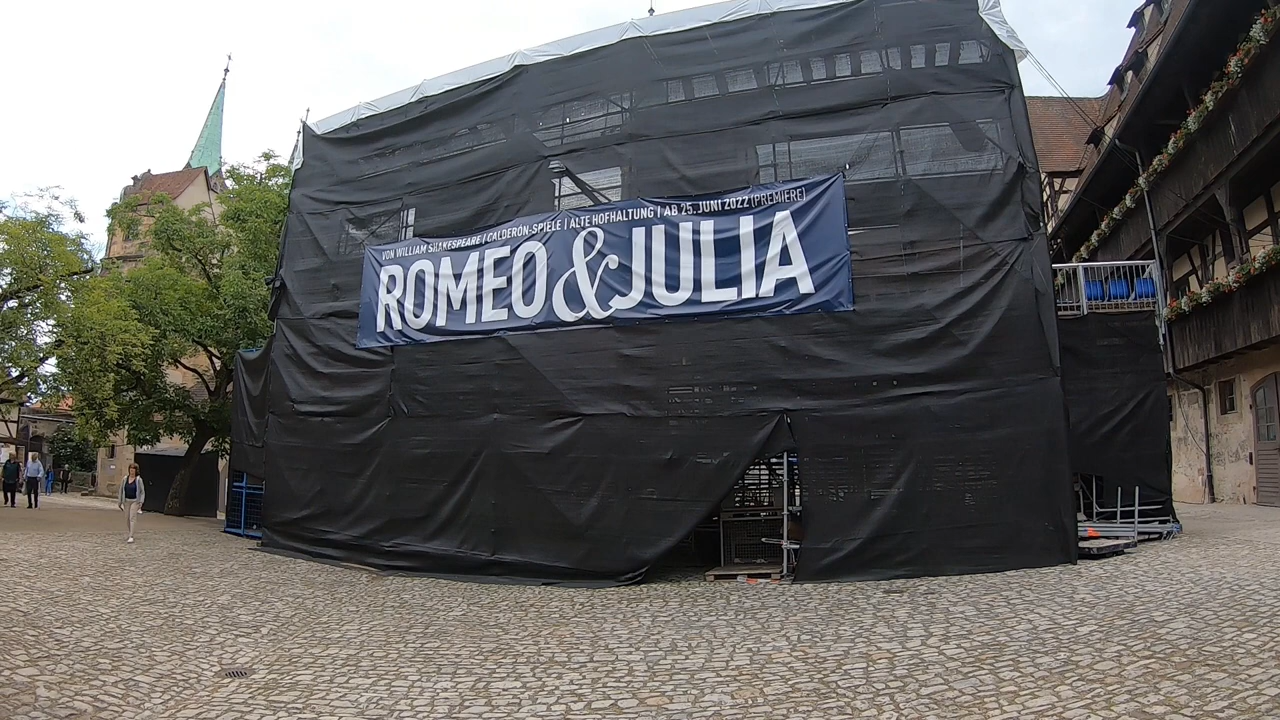 VON WILLIAM SHAKESPEARE | CALDERÓN-SPIELE | ALTE HOFHALTUNG | AB 25. JUNI 2022 (PREMIERE)
ROMEO & JULIA